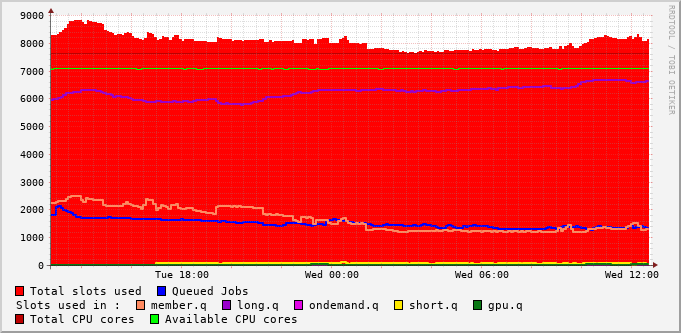 9000
8000
7000
6000
5000
4000
3000
2000
1000
0
Tue 18:00 Wed 00:00 Wed 06:00 Wed 12:00
RRDTOOL / TOBI OETIKER
Total slots used Queued Jobs
Slots used in : member.q long.q ondemand.q short.q gpu.q
Total CPU cores Available CPU cores